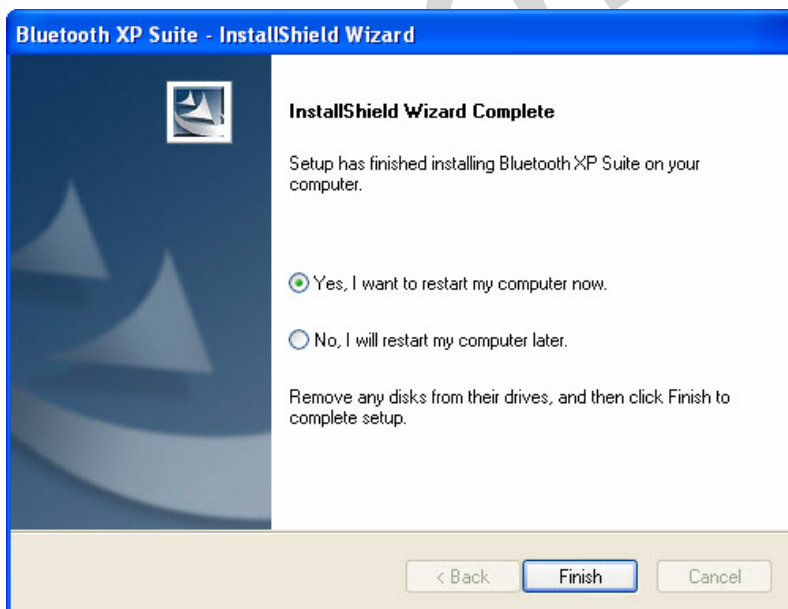 Bluetooth XP Suite - InstallShield Wizard
InstallShield Wizard Complete
Setup has finished installing Bluetooth XP Suite on your
computer.
Yes, I want to restart my computer now.
No, I will restart my computer later.
Remove any disks from their drives, and then click Finish to
complete setup.
< Back Finish Cancel